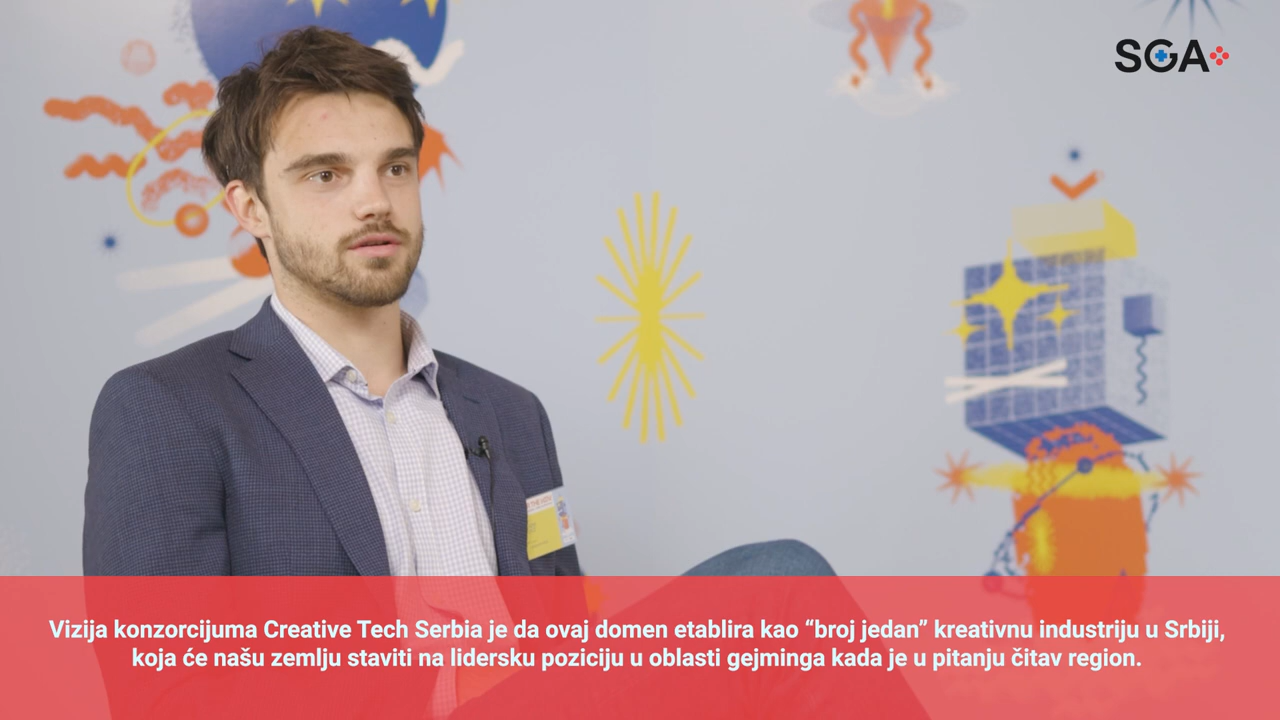 SGA
Vizija konzorcijuma Creative Tech Serbia je da ovaj domen etablira kao “broj jedan” kreativnu industriju u Srbiji,
koja će našu zemlju staviti na lidersku poziciju u oblasti gejminga kada je u pitanju čitav region.